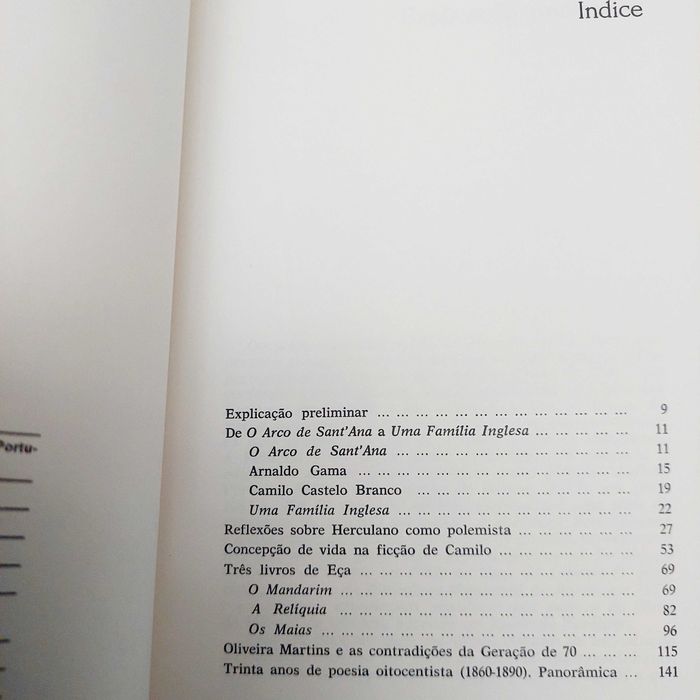 Indice
Portu-
Explicação preliminar ... ... ... ... ... ... ... ... ... ... ... ... ... 9
De O Arco de Sant'Ana a Uma Família Inglesa ... ... ... ... ... 11
O Arco de Sant'Ana ... ... ... ... ... ... ... ... ... ... ... ... 11
Arnaldo Gama ... ... ... ... ... ... ... ... ... ... ... ... ... ... 15
Camilo Castelo Branco ... ... ... ... ... ... ... ... ... ... ... 19
Uma Família Inglesa ... ... ... ... ... ... ... ... ... ... ... ... 22
Reflexões sobre Herculano como polemista ... ... ... ... ... ... 27
Concepção de vida na ficção de Camilo ... ... ... ... ... ... ... 53
Três livros de Eça ... ... ... ... ... ... ... ... ... ... ... ... ... ... 69
O Mandarim ... ... ... ... ... ... ... ... ... ... ... ... ... ... ... 69
A Relíquia ... ... ... ... ... ... ... ... ... ... ... ... ... ... ... 82
Os Maias ... ... ... ... ... ... ... ... ... ... ... ... ... ... ... ... 96
Oliveira Martins e as contradições da Geração de 70 ... ... ... 115
Trinta anos de poesia oitocentista (1860-1890). Panorâmica ... 141